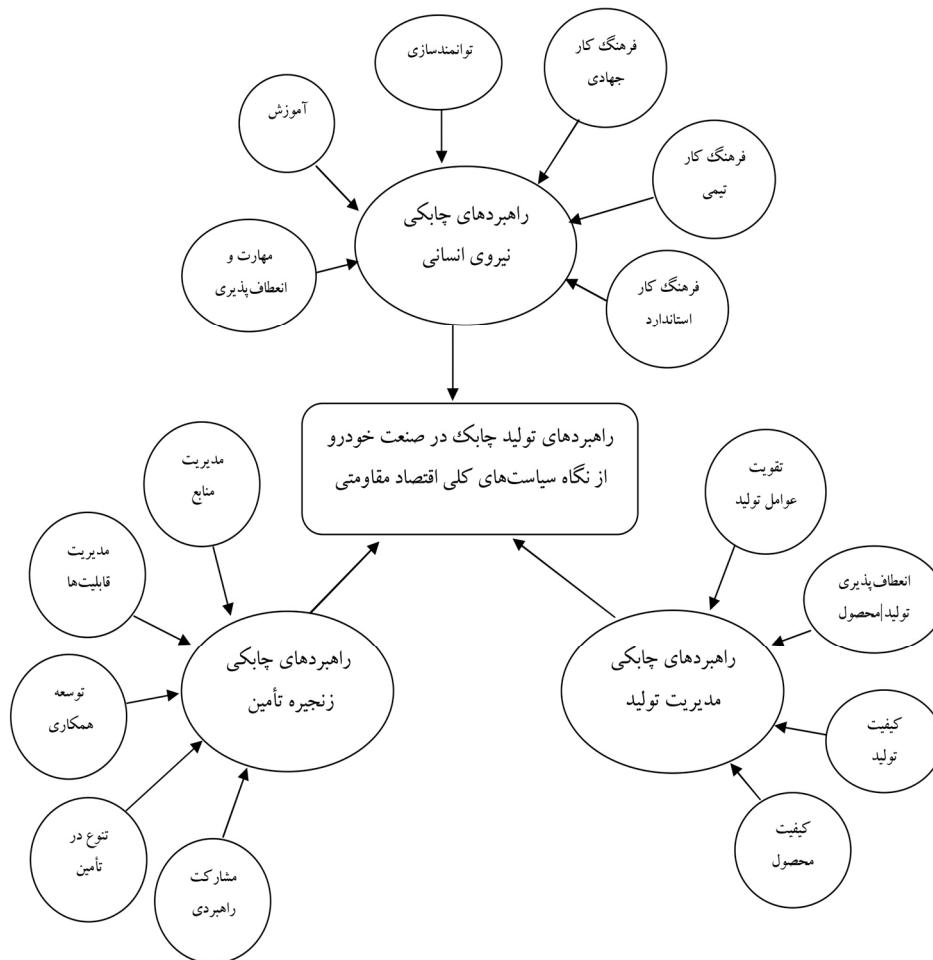 توانمندسازی
فرهنگ کار
جهادی
آموزش
فرهنگ کار
تیمی
مهارت و
انعطاف‌پذیری
راهبردهای چابکی
نیروی انسانی
فرهنگ کار
استاندارد
راهبردهای تولید چابک در صنعت خودرو
از نگاه سیاست‌های کلی اقتصاد مقاومتی
تقویت
عوامل تولید
انعطاف‌پذیری
تولید|محصول
راهبردهای چابکی
مدیریت تولید
کیفیت
تولید
کیفیت
محصول
مدیریت
منابع
مدیریت
قابلیت‌ها
راهبردهای چابکی
زنجیره تأمین
توسعه
همکاری
تنوع در
تأمین
مشارکت
راهبردی